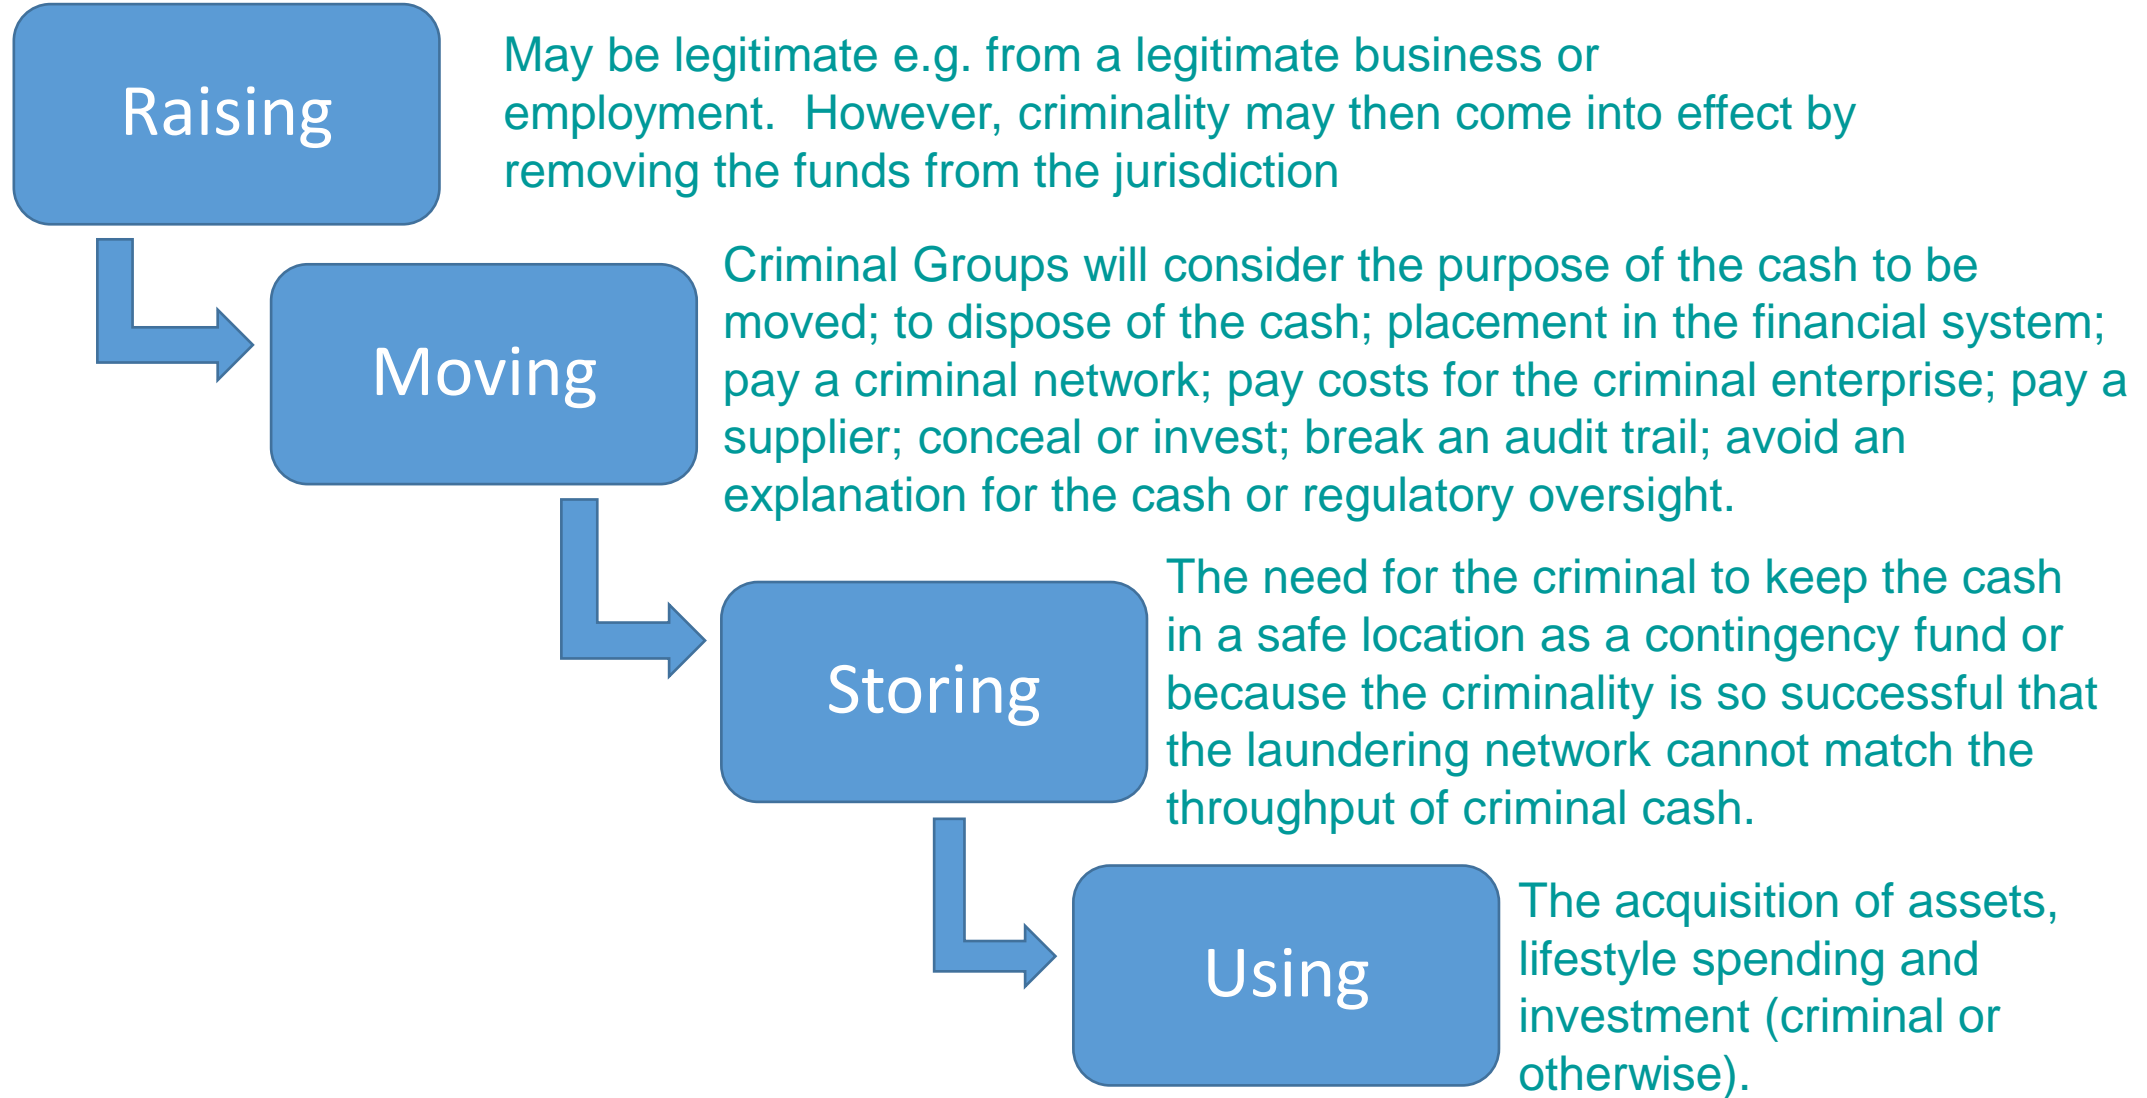 Raising
May be legitimate e.g. from a legitimate business or
employment.  However, criminality may then come into effect by
removing the funds from the jurisdiction
Moving
Criminal Groups will consider the purpose of the cash to be
moved; to dispose of the cash; placement in the financial system;
pay a criminal network; pay costs for the criminal enterprise; pay a
supplier; conceal or invest; break an audit trail; avoid an
explanation for the cash or regulatory oversight.
Storing
The need for the criminal to keep the cash
in a safe location as a contingency fund or
because the criminality is so successful that
the laundering network cannot match the
throughput of criminal cash.
Using
The acquisition of assets,
lifestyle spending and
investment (criminal or
otherwise).